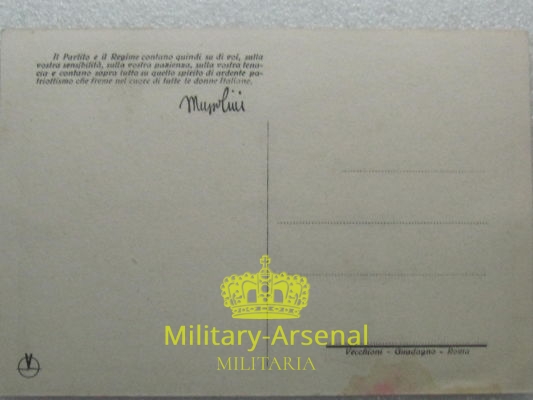 Il Partito e il Regime contano quindi su di voi, sulla
vostra sensibilità, sulla vostra pazienza, sulla vostra tena-
cia e contano sopra tutto su quello spirito di ardente pa-
triottismo che freme nel cuore di tutte le donne Italiane.
Mussolini
Military-Arsenal
MILITARIA
Vecchioni - Guadagno - Roma
V